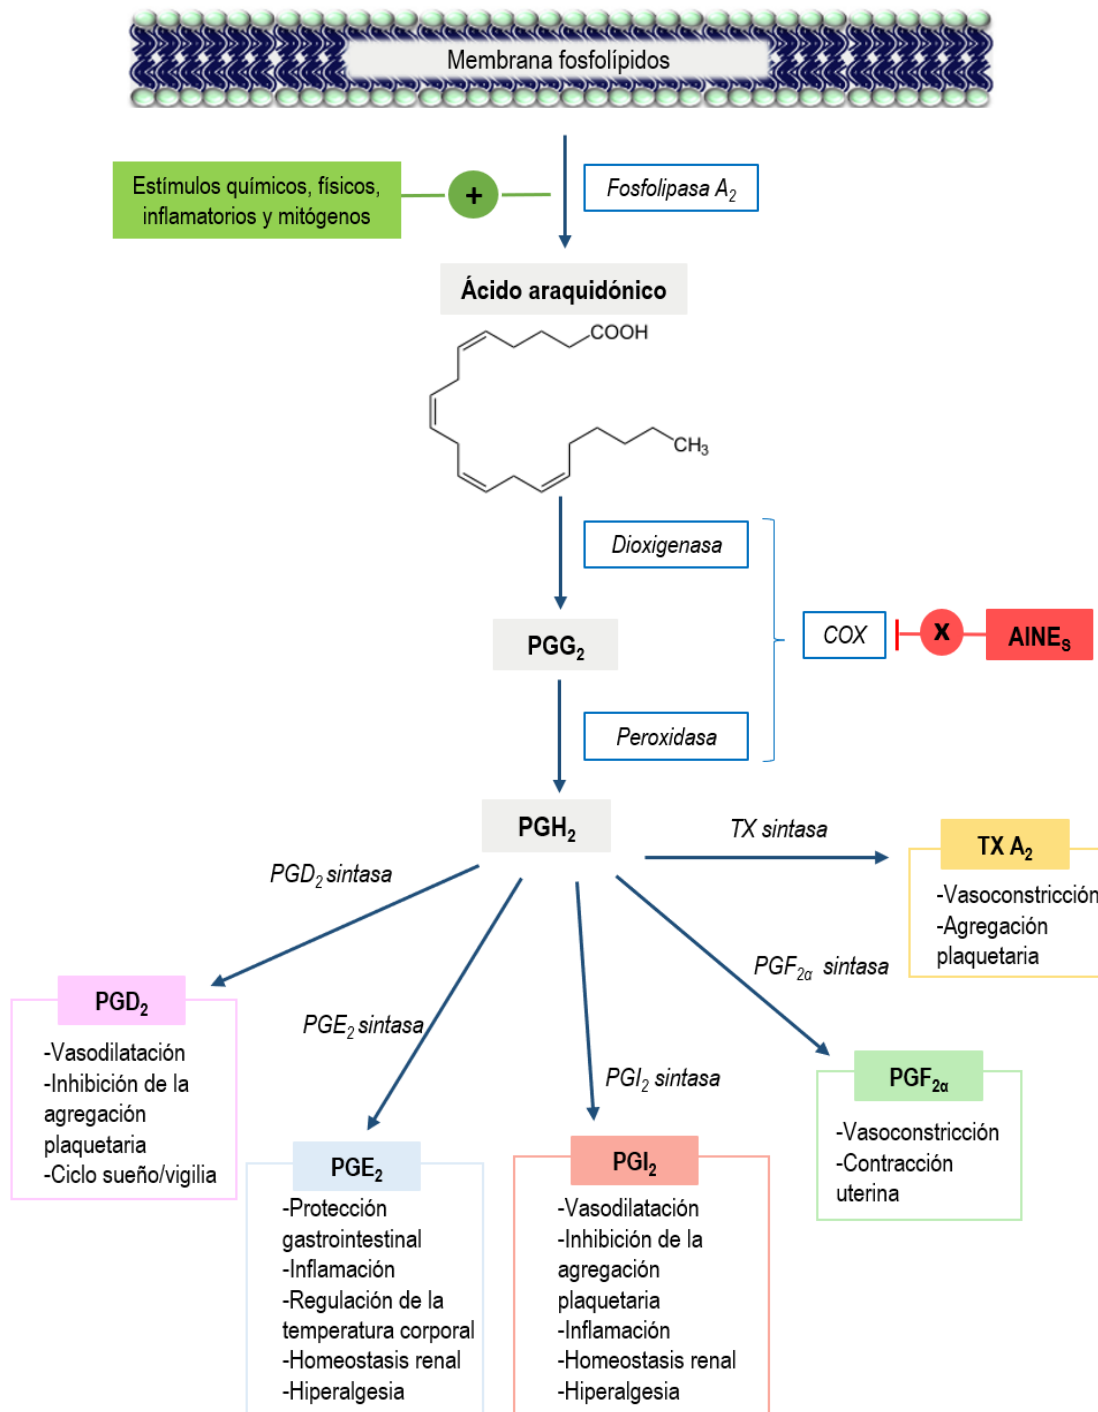 Membrana fosfolípidos
Estímulos químicos, físicos,
inflamatorios y mitógenos
+
Fosfolipasa A2
Ácido araquidónico
COOH
CH3
Dioxigenasa
PGG2
COX
X
AINES
Peroxidasa
PGH2
TX sintasa
TX A2
-Vasoconstricción
-Agregación
plaquetaria
PGD2 sintasa
PGF2α sintasa
PGE2 sintasa
PGI2 sintasa
PGD2
-Vasodilatación
-Inhibición de la
agregación
plaquetaria
-Ciclo sueño/vigilia
PGE2
-Protección
gastrointestinal
-Inflamación
-Regulación de la
temperatura corporal
-Homeostasis renal
-Hiperalgesia
PGI2
-Vasodilatación
-Inhibición de la
agregación
plaquetaria
-Inflamación
-Homeostasis renal
-Hiperalgesia
PGF2α
-Vasoconstricción
-Contracción
uterina